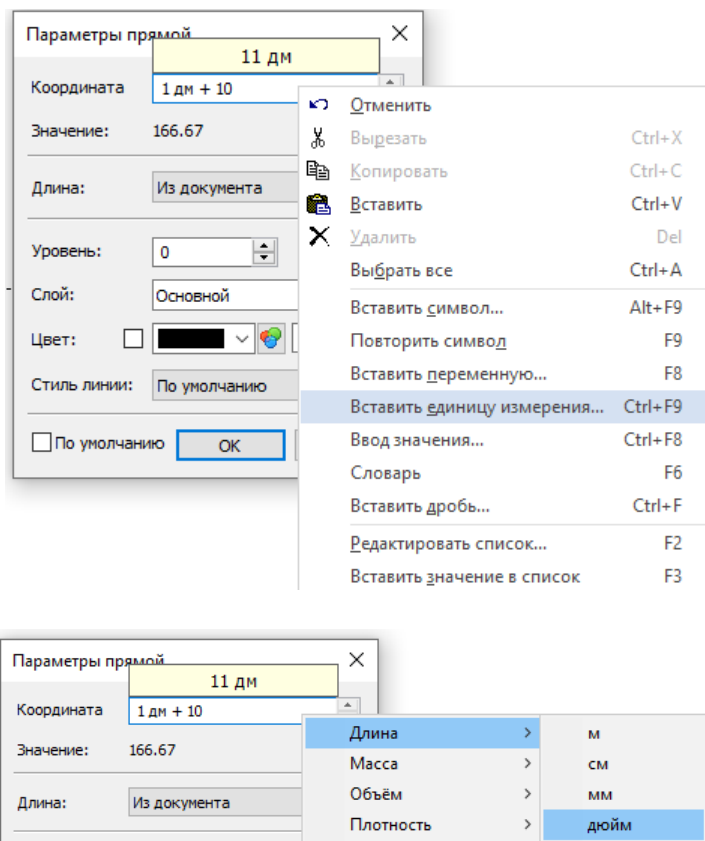 Параметры прямой
11 дм
Координата 1 дм + 10
Значение: 166.67
Длина: Из документа
Уровень: 0
Слой: Основной
Цвет:
Стиль линии: По умолчанию
По умолчанию OK
Отменить
Вырезать Ctrl+X
Копировать Ctrl+C
Вставить Ctrl+V
Удалить Del
Выбрать все Ctrl+A
Вставить символ... Alt+F9
Повторить символ F9
Вставить переменную... F8
Вставить единицу измерения... Ctrl+F9
Ввод значения... Ctrl+F8
Словарь F6
Вставить дробь... Ctrl+F
Редактировать список... F2
Вставить значение в список F3
Параметры прямой
11 дм
Координата 1 дм + 10
Значение: 166.67
Длина: Из документа
Длина
Масса
Объём
Плотность
м
см
мм
дюйм